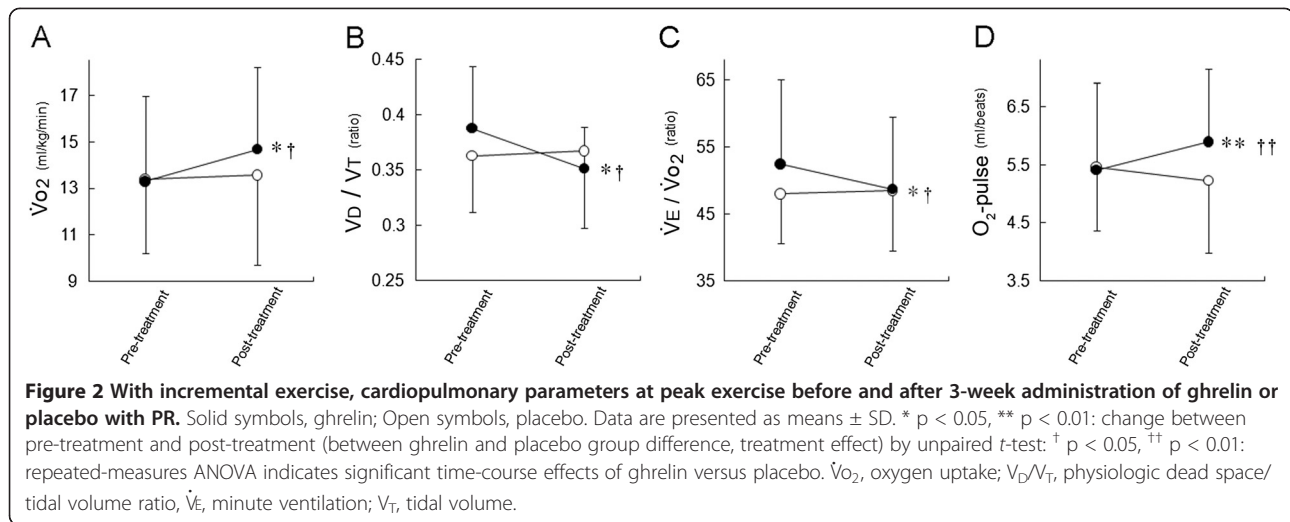 A
B
C
D
V̇o₂ (ml/kg/min)
17
15
13
11
9
Pre-treatment
Post-treatment
* †
VD / VT (ratio)
0.45
0.4
0.35
0.3
0.25
Pre-treatment
Post-treatment
* †
V̇E / V̇o₂ (ratio)
65
55
45
35
Pre-treatment
Post-treatment
* †
O₂-pulse (ml/beats)
6.5
5.5
4.5
3.5
Pre-treatment
Post-treatment
** ††
Figure 2 With incremental exercise, cardiopulmonary parameters at peak exercise before and after 3-week administration of ghrelin or
placebo with PR. Solid symbols, ghrelin; Open symbols, placebo. Data are presented as means ± SD. * p < 0.05, ** p < 0.01: change between
pre-treatment and post-treatment (between ghrelin and placebo group difference, treatment effect) by unpaired t-test: † p < 0.05, †† p < 0.01:
repeated-measures ANOVA indicates significant time-course effects of ghrelin versus placebo. V̇o₂, oxygen uptake; VD/VT, physiologic dead space/
tidal volume ratio, V̇E, minute ventilation; VT, tidal volume.